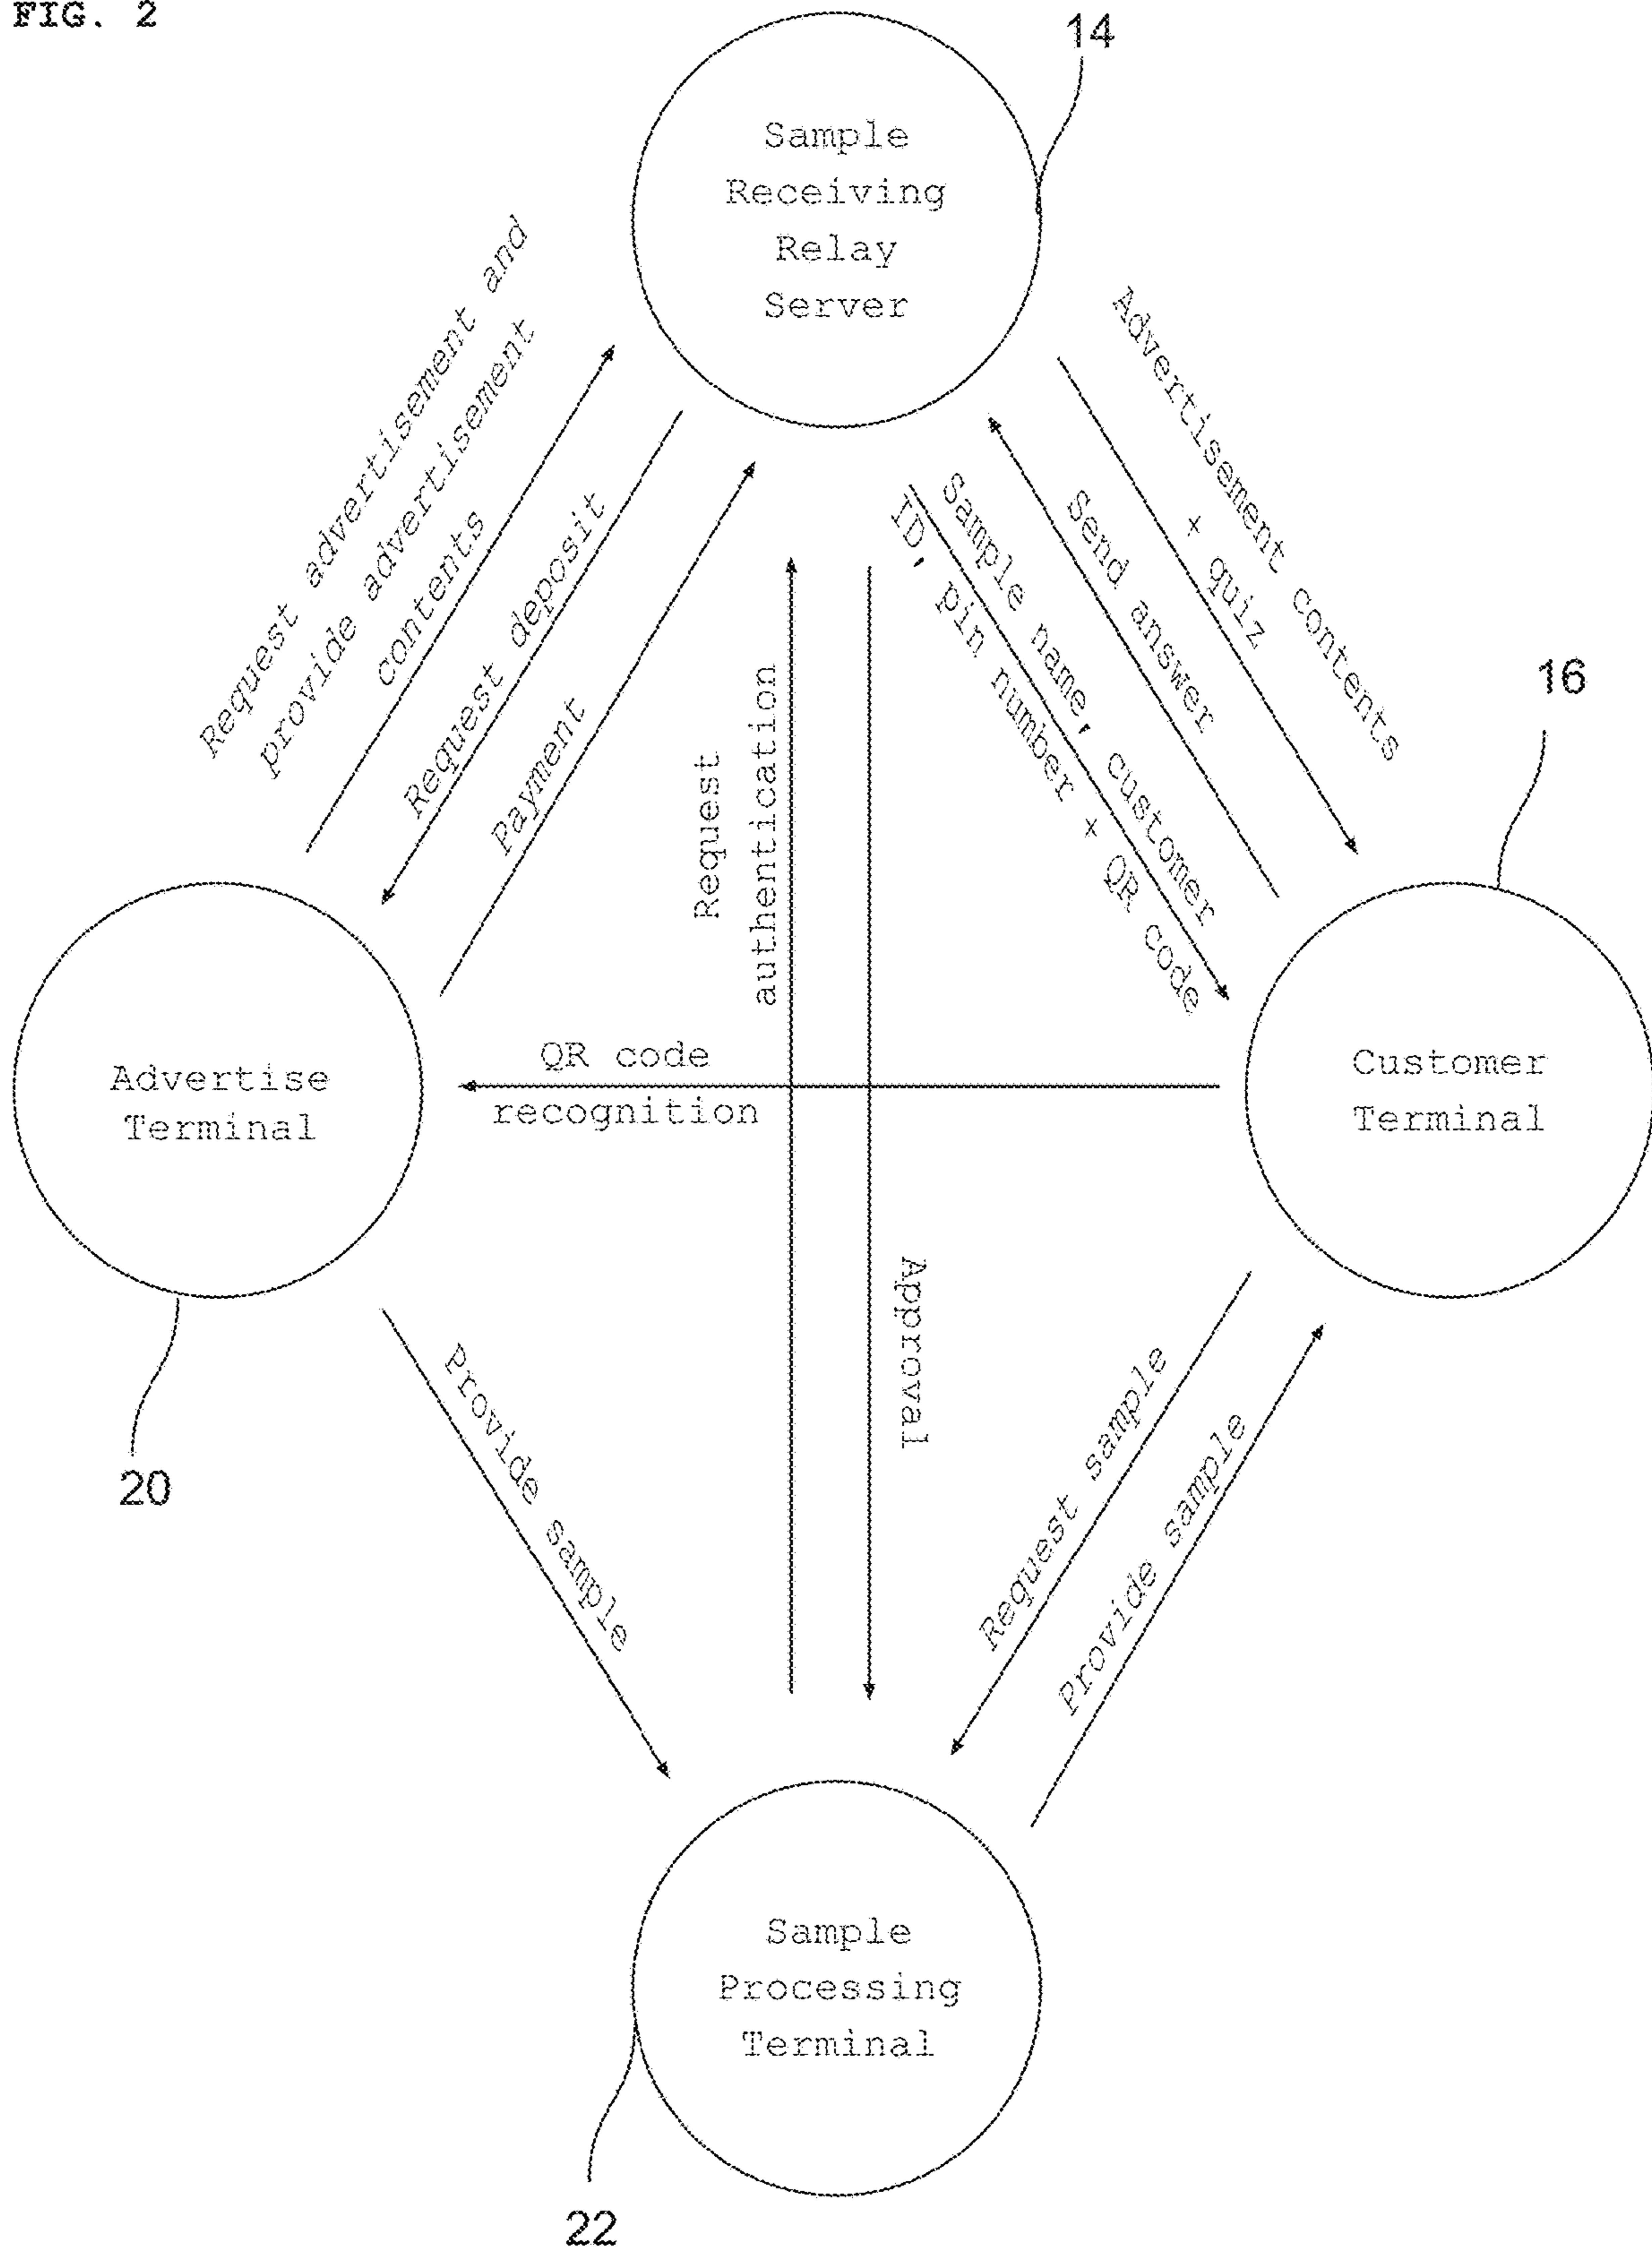 FIG. 2
14
Sample
Receiving
Relay
Server
Request advertisement and
provide advertisement
contents
Request deposit
Payment
Advertisement contents
+ quiz
Send answer
Sample name, customer
ID, pin number + QR code
16
Request
authentication
QR code
recognition
Advertise
Terminal
Customer
Terminal
Approval
20
Provide sample
Request sample
Provide sample
Sample
Processing
Terminal
22